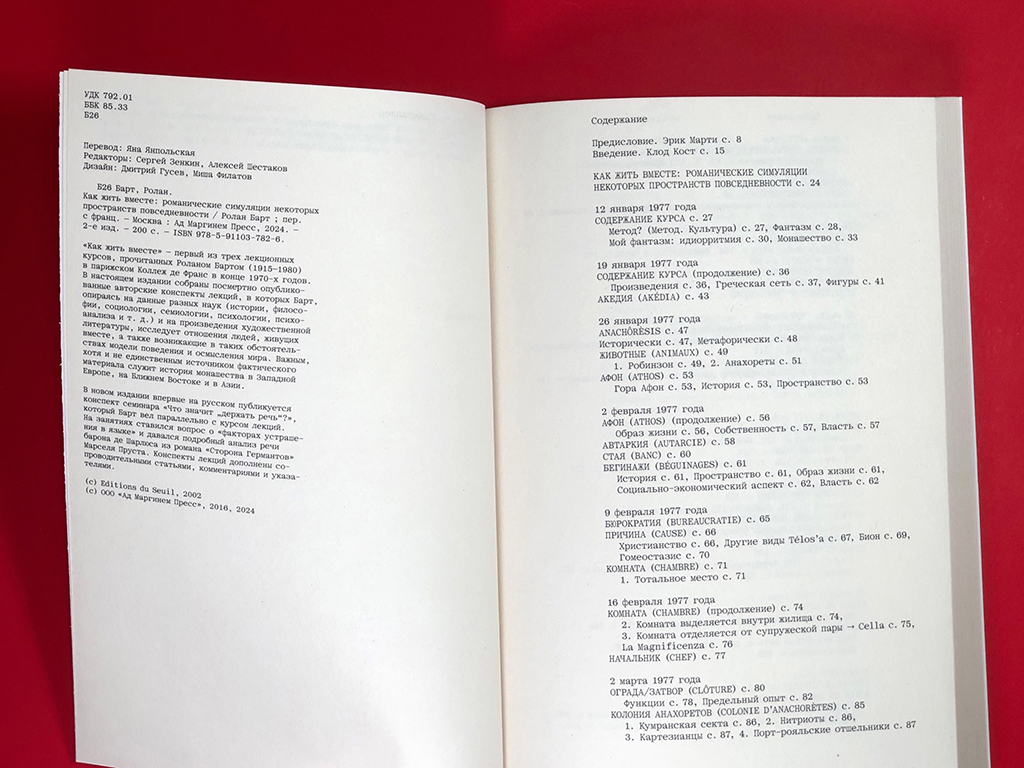 УДК 792.01
ББК 85.33
Б26
Перевод: Яна Янпольская
Редакторы: Сергей Зенкин, Алексей Шестаков
Дизайн: Дмитрий Гусев, Миша Филатов
Б26 Барт, Ролан.
Как жить вместе: романические симуляции некоторых
пространств повседневности / Ролан Барт ; пер.
с франц. – Москва : Ад Маргинем Пресс, 2024. –
2-е изд. – 200 с. – ISBN 978-5-91103-782-6.
«Как жить вместе» – первый из трех лекционных
курсов, прочитанных Роланом Бартом (1915–1980)
в парижском Коллеж де Франс в конце 1970-х годов.
В настоящем издании собраны посмертно опублико-
ванные авторские конспекты лекций, в которых Барт,
опираясь на данные разных наук (истории, филосо-
фии, социологии, семиологии, психологии, психо-
анализа и т. д.) и на произведения художественной
литературы, исследует отношения людей, живущих
вместе, а также возникающие в таких обстоятель-
ствах модели поведения и осмысления мира. Важным,
хотя и не единственным источником фактического
материала служит история монашества в Западной
Европе, на Ближнем Востоке и в Азии.
В новом издании впервые на русском публикуется
конспект семинара «Что значит „держать речь“?»,
который Барт вел параллельно с курсом лекций.
На занятиях ставился вопрос о «факторах устраше-
ния в языке» и давался подробный анализ речи
барона де Шарлюса из романа «Сторона Германтов»
Марселя Пруста. Конспекты лекций дополнены со-
проводительными статьями, комментариями и указа-
телями.
(с) Editions du Seuil, 2002
(с) ООО «Ад Маргинем Пресс», 2016, 2024
Содержание
Предисловие. Эрик Марти с. 8
Введение. Клод Кост с. 15
КАК ЖИТЬ ВМЕСТЕ: РОМАНИЧЕСКИЕ СИМУЛЯЦИИ
НЕКОТОРЫХ ПРОСТРАНСТВ ПОВСЕДНЕВНОСТИ с. 24
12 января 1977 года
СОДЕРЖАНИЕ КУРСА с. 27
Метод? (Метод. Культура) с. 27, Фантазм с. 28,
Мой фантазм: идиорритмия с. 30, Монашество с. 33
19 января 1977 года
СОДЕРЖАНИЕ КУРСА (продолжение) с. 36
Произведения с. 36, Греческая сеть с. 37, Фигуры с. 41
АКЕДИЯ (AKÉDIA) с. 43
26 января 1977 года
ANACHÔRÈSIS с. 47
Исторически с. 47, Метафорически с. 48
ЖИВОТНЫЕ (ANIMAUX) с. 49
1. Робинзон с. 49, 2. Анахореты с. 51
АФОН (ATHOS) с. 53
Гора Афон с. 53, История с. 53, Пространство с. 53
2 февраля 1977 года
АФОН (ATHOS) (продолжение) с. 56
Образ жизни с. 56, Собственность с. 57, Власть с. 57
АВТАРКИЯ (AUTARCIE) с. 58
СТАЯ (BANC) с. 60
БЕГИНАЖИ (BÉGUINAGES) с. 61
История с. 61, Пространство с. 61, Образ жизни с. 61,
Социально-экономический аспект с. 62, Власть с. 62
9 февраля 1977 года
БЮРОКРАТИЯ (BUREAUCRATIE) с. 65
ПРИЧИНА (CAUSE) с. 66
Христианство с. 66, Другие виды Télos'а с. 67, Бион с. 69,
Гомеостазис с. 70
КОМНАТА (CHAMBRE) с. 71
1. Тотальное место с. 71
16 февраля 1977 года
КОМНАТА (CHAMBRE) (продолжение) с. 74
2. Комната выделяется внутри жилища с. 74,
3. Комната отделяется от супружеской пары → Cella с. 75,
La Magnificenza с. 76
НАЧАЛЬНИК (CHEF) с. 77
2 марта 1977 года
ОГРАДА/ЗАТВОР (CLÔTURE) с. 80
Функции с. 78, Предельный опыт с. 82
КОЛОНИЯ АНАХОРЕТОВ (COLONIE D'ANACHORÈTES) с. 85
1. Кумранская секта с. 86, 2. Нитриоты с. 86,
3. Картезианцы с. 87, 4. Порт-рояльские отшельники с. 87